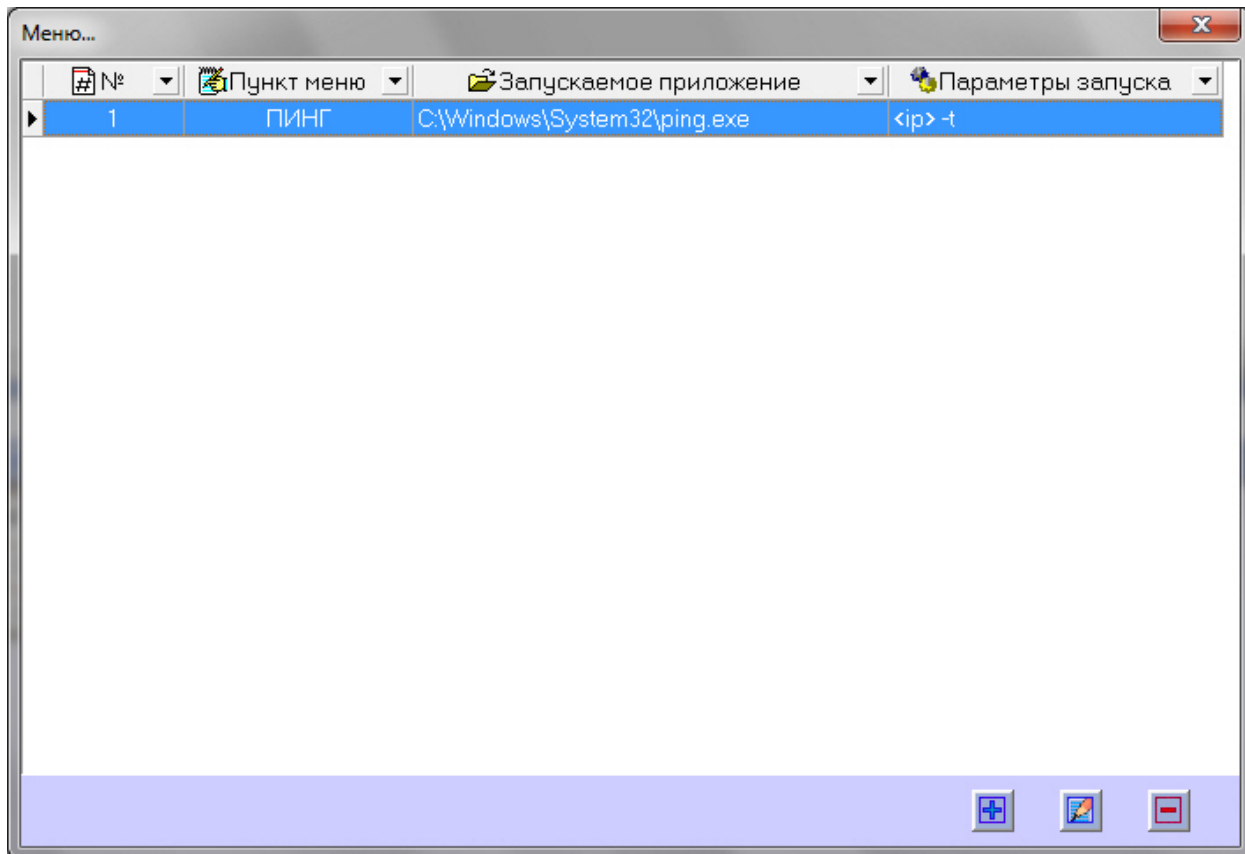 Меню...
№ Пункт меню Запускаемое приложение Параметры запуска
1 ПИНГ C:\Windows\System32\ping.exe <ip> -t